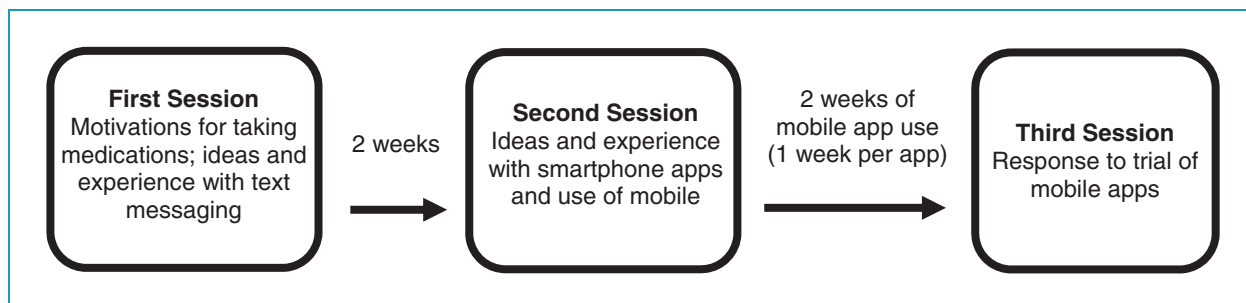 First Session
Motivations for taking
medications; ideas and
experience with text
messaging
2 weeks
Second Session
Ideas and experience
with smartphone apps
and use of mobile
2 weeks of
mobile app use
(1 week per app)
Third Session
Response to trial of
mobile apps